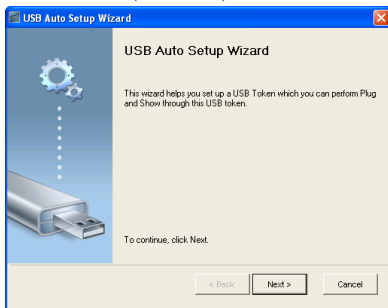 USB Auto Setup Wizard
USB Auto Setup Wizard
This wizard helps you set up a USB Token which you can perform Plug
and Show through this USB token.
To continue, click Next.
< Back
Next >
Cancel